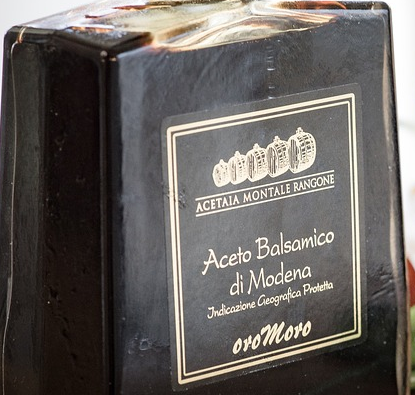 ACETAIA MONTALE RANGONE
Aceto Balsamico
di Modena
Indicazione Geografica Protetta
oroMoro